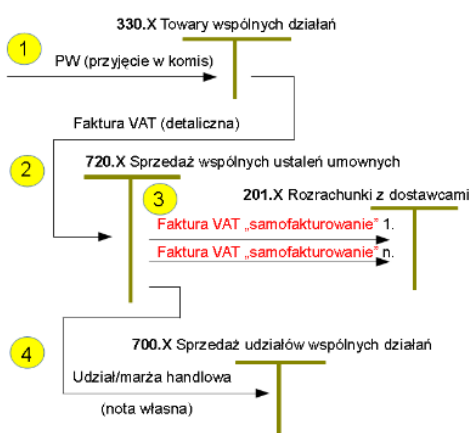 330.X Towary wspólnych działań
1
PW (przyjęcie w komis)
Faktura VAT (detaliczna)
2
720.X Sprzedaż wspólnych ustaleń umownych
3
201.X Rozrachunki z dostawcami
Faktura VAT „samofakturowanie” 1.
Faktura VAT „samofakturowanie” n.
4
700.X Sprzedaż udziałów wspólnych działań
Udział/marża handlowa
(nota własna)